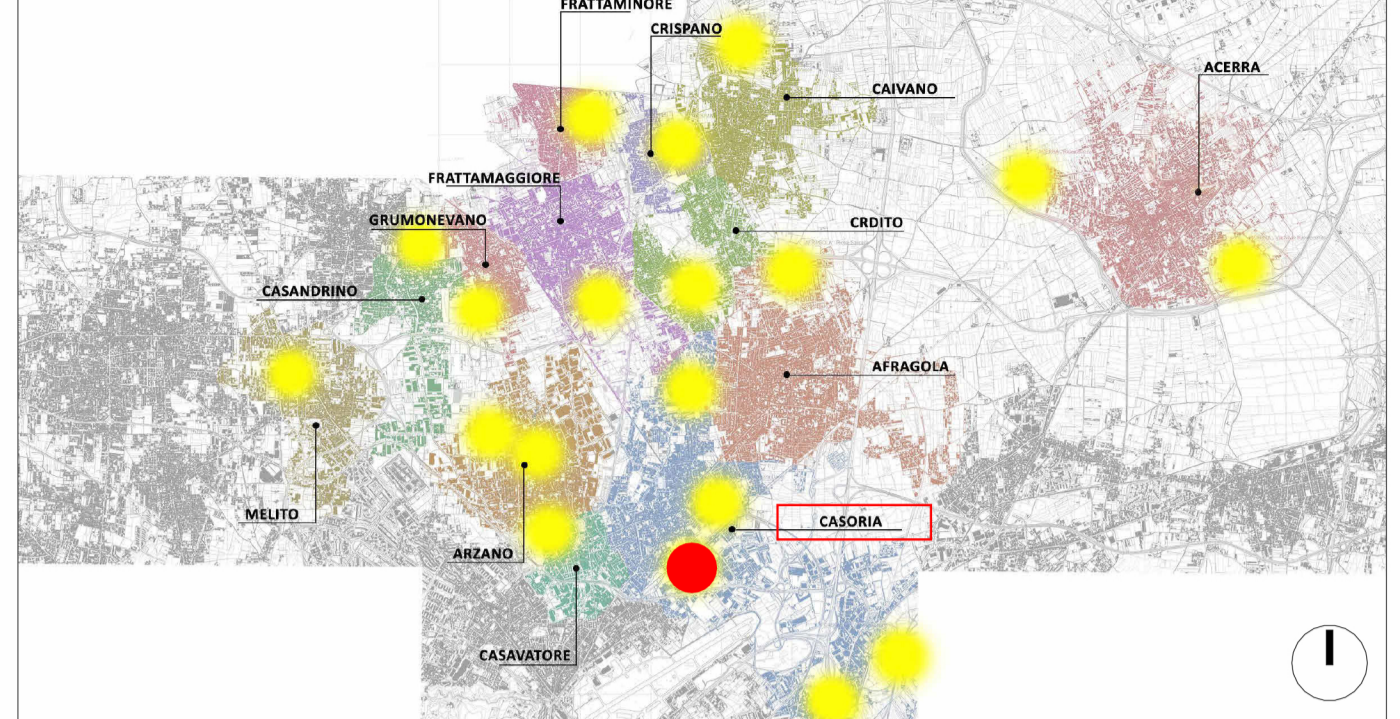 FRATTAMINORE
CRISPANO
ACERRA
CAIVANO
FRATTAMAGGIORE
GRUMONEVANO
CRDITO
CASANDRINO
AFRAGOLA
MELITO
CASORIA
ARZANO
CASAVATORE